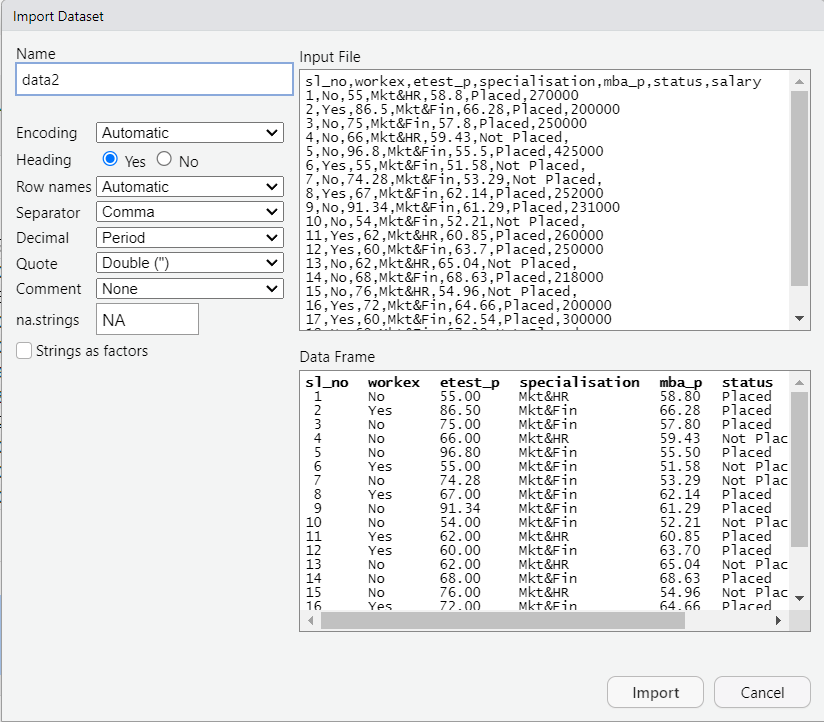 Import Dataset
Name
data2
Encoding Automatic
Heading Yes No
Row names Automatic
Separator Comma
Decimal Period
Quote Double (")
Comment None
na.strings NA
Strings as factors
Input File
sl_no,workex,etest_p,specialisation,mba_p,status,salary
1,No,55,Mkt&HR,58.8,Placed,270000
2,Yes,86.5,Mkt&Fin,66.28,Placed,200000
3,No,75,Mkt&Fin,57.8,Placed,250000
4,No,66,Mkt&HR,59.43,Not Placed,
5,No,96.8,Mkt&Fin,55.5,Placed,425000
6,Yes,55,Mkt&Fin,51.58,Not Placed,
7,No,74.28,Mkt&Fin,53.29,Not Placed,
8,Yes,67,Mkt&Fin,62.14,Placed,252000
9,No,91.34,Mkt&Fin,61.29,Placed,231000
10,No,54,Mkt&Fin,52.21,Not Placed,
11,Yes,62,Mkt&HR,60.85,Placed,260000
12,Yes,60,Mkt&Fin,63.7,Placed,250000
13,No,62,Mkt&HR,65.04,Not Placed,
14,No,68,Mkt&Fin,68.63,Placed,218000
15,No,76,Mkt&HR,54.96,Not Placed,
16,Yes,72,Mkt&Fin,64.66,Placed,200000
17,Yes,60,Mkt&Fin,62.54,Placed,300000
Data Frame
sl_no workex etest_p specialisation mba_p status
1 No 55.00 Mkt&HR 58.80 Placed
2 Yes 86.50 Mkt&Fin 66.28 Placed
3 No 75.00 Mkt&Fin 57.80 Placed
4 No 66.00 Mkt&HR 59.43 Not Plac
5 No 96.80 Mkt&Fin 55.50 Placed
6 Yes 55.00 Mkt&Fin 51.58 Not Plac
7 No 74.28 Mkt&Fin 53.29 Not Plac
8 Yes 67.00 Mkt&Fin 62.14 Placed
9 No 91.34 Mkt&Fin 61.29 Placed
10 No 54.00 Mkt&Fin 52.21 Not Plac
11 Yes 62.00 Mkt&HR 60.85 Placed
12 Yes 60.00 Mkt&Fin 63.70 Placed
13 No 62.00 Mkt&HR 65.04 Not Plac
14 No 68.00 Mkt&Fin 68.63 Placed
15 No 76.00 Mkt&HR 54.96 Not Plac
16 Yes 72.00 Mkt&Fin 64.66 Placed
Import Cancel